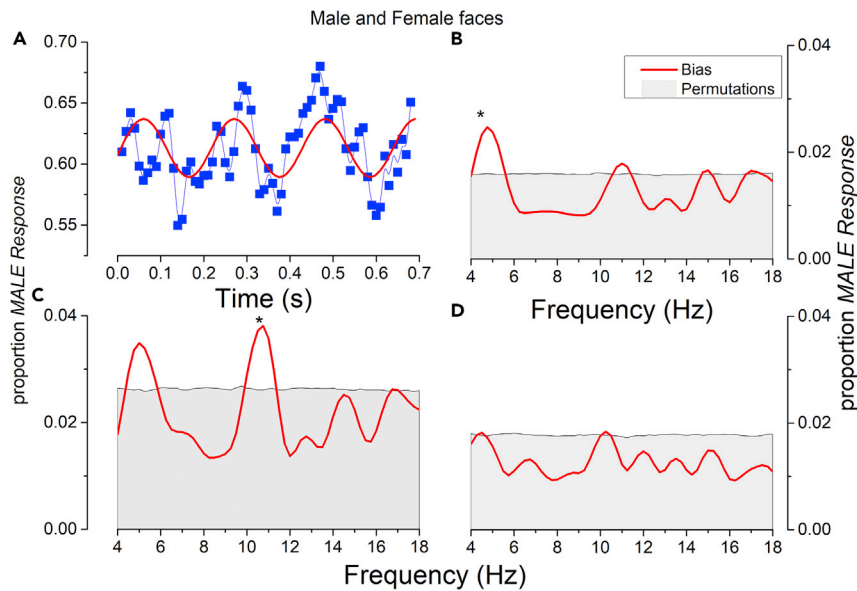 Male and Female faces
A
0.70
0.65
0.60
0.55
0.0 0.1 0.2 0.3 0.4 0.5 0.6 0.7
Time (s)
B
Bias
Permutations
*
0.04
0.02
0.00
4 6 8 10 12 14 16 18
Frequency (Hz)
proportion MALE Response
C
0.04
0.02
0.00
*
4 6 8 10 12 14 16 18
D
0.04
0.02
0.00
4 6 8 10 12 14 16 18
Frequency (Hz)
proportion MALE Response